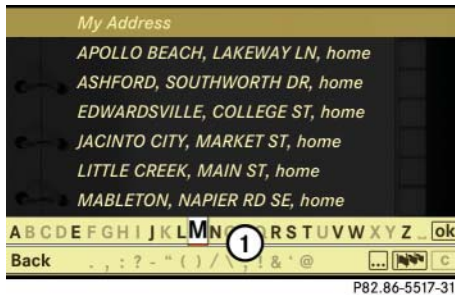 My Address
APOLLO BEACH, LAKEWAY LN, home
ASHFORD, SOUTHWORTH DR, home
EDWARDSVILLE, COLLEGE ST, home
JACINTO CITY, MARKET ST, home
LITTLE CREEK, MAIN ST, home
MABLETON, NAPIER RD SE, home
A B C D E F G H I J K L M N 1 R S T U V W X Y Z _ ok
Back . , : ? - " ( ) / \ ! & ' @ ... c
P82.86-5517-31